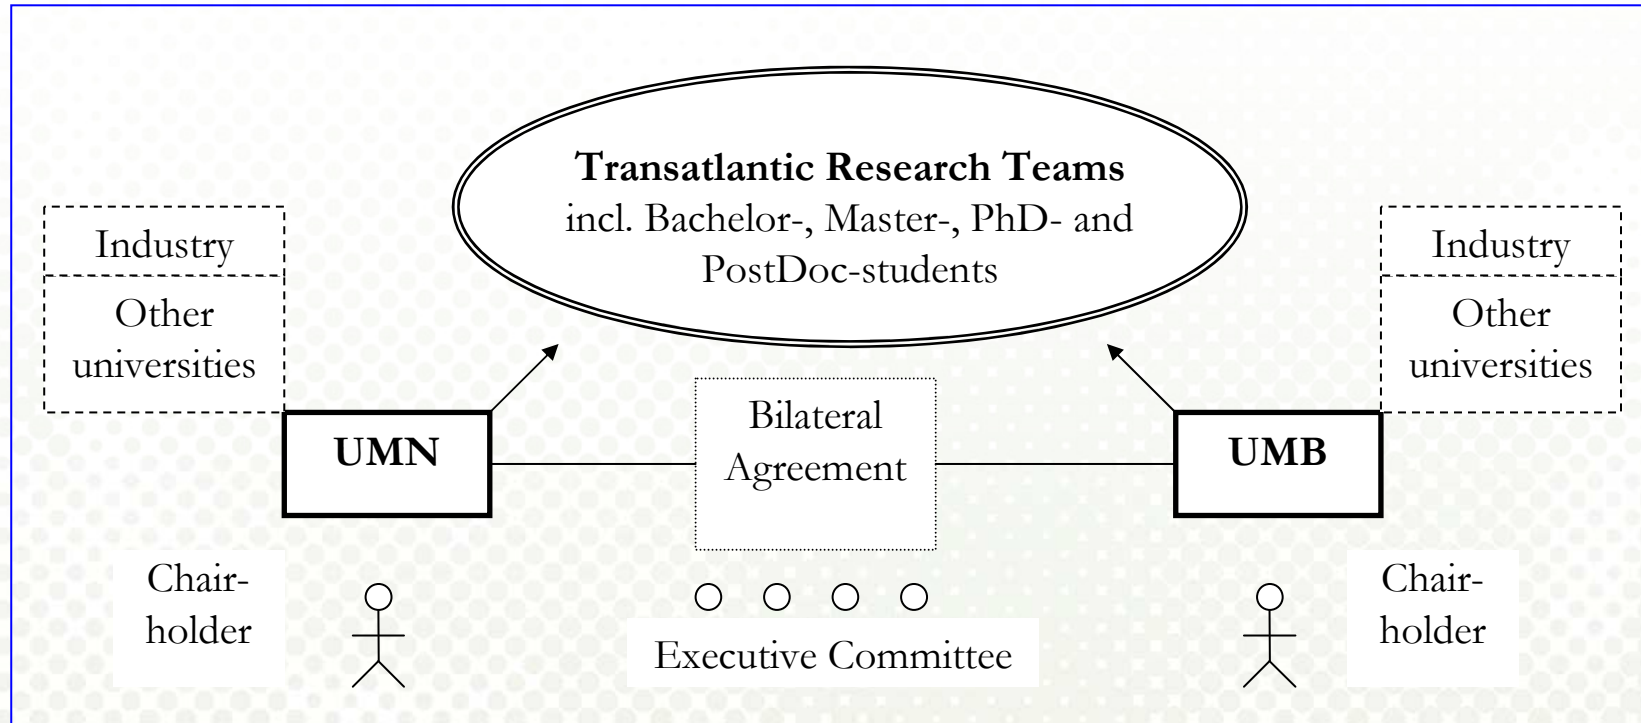 Transatlantic Research Teams
incl. Bachelor-, Master-, PhD- and
PostDoc-students
Industry
Other
universities
Industry
Other
universities
UMN
Bilateral
Agreement
UMB
Chair-
holder
Executive Committee
Chair-
holder